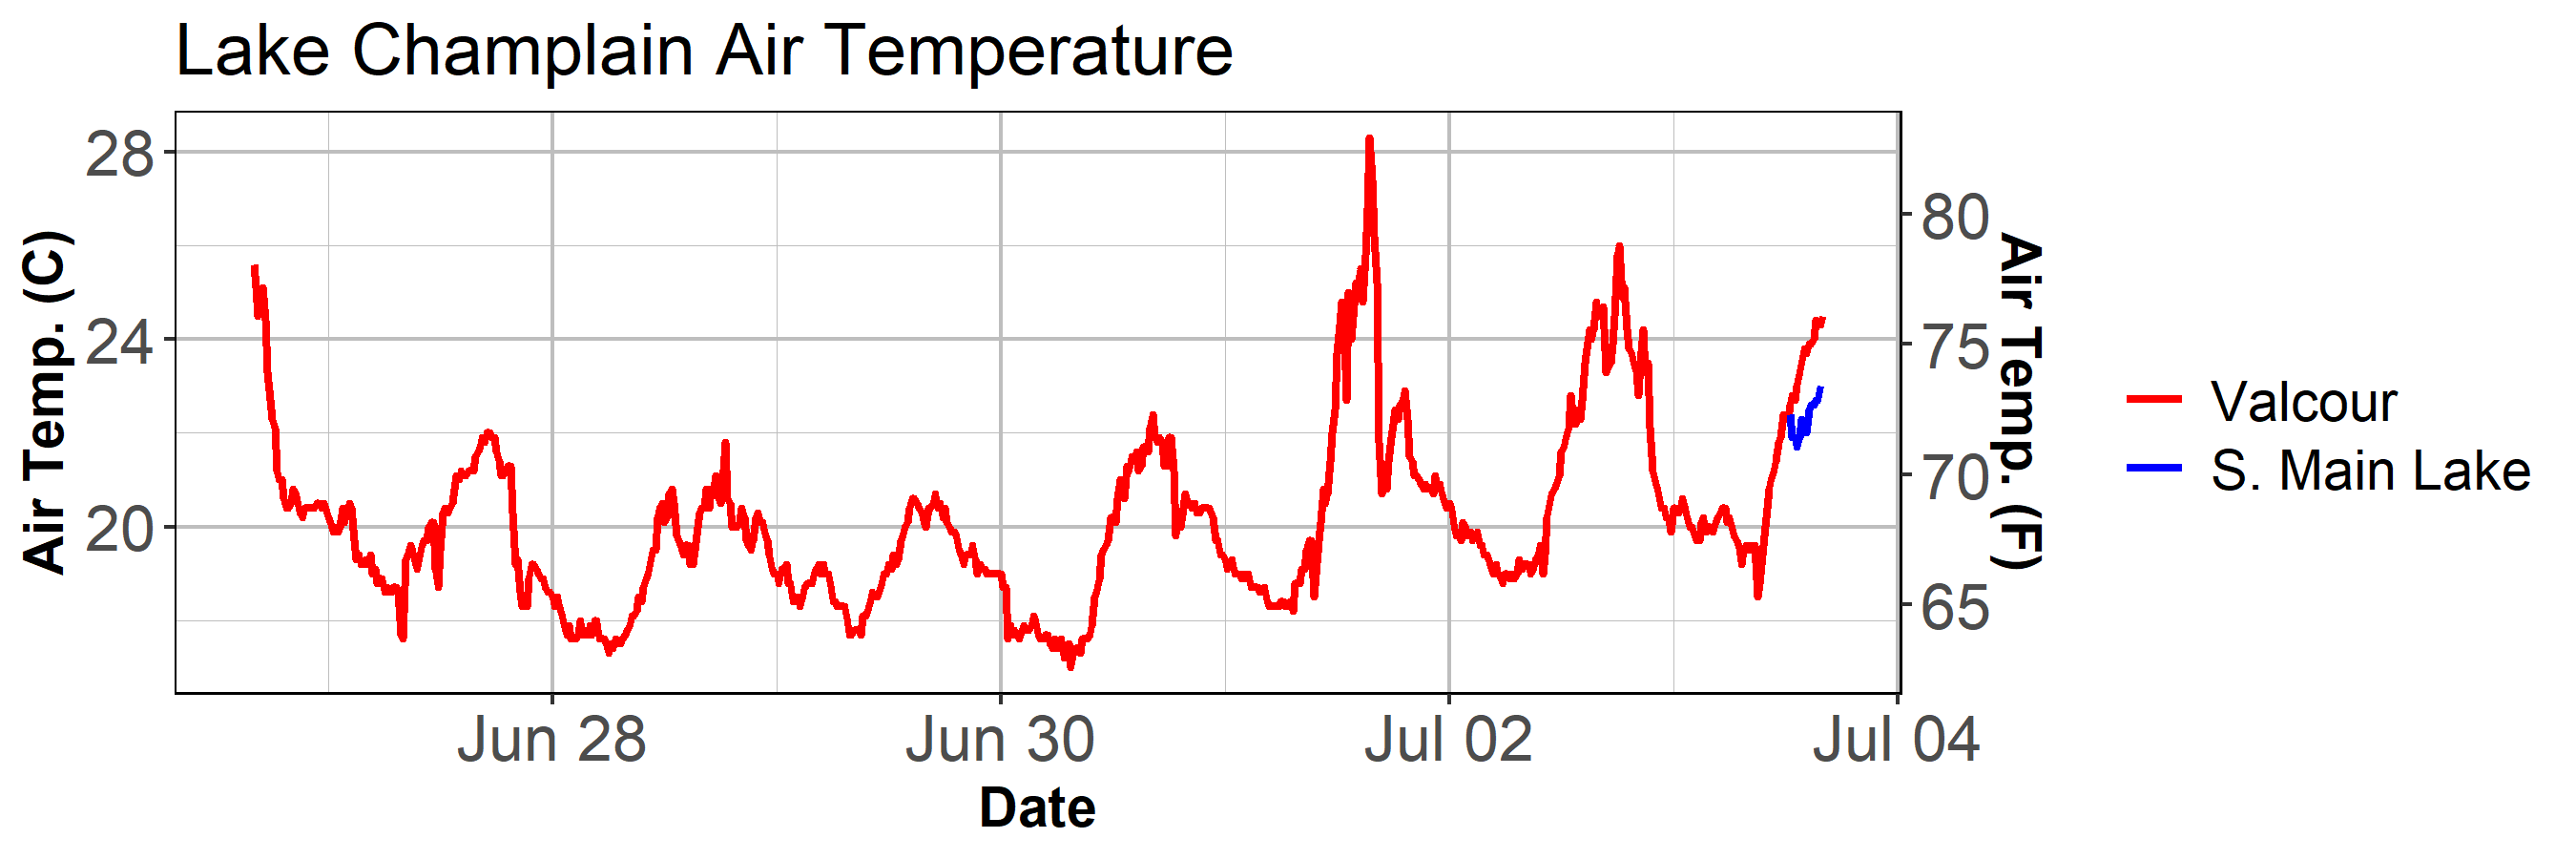 Lake Champlain Air Temperature
Air Temp. (C)
28
24
20
80
75
70
65
Air Temp. (F)
Jun 28
Jun 30
Jul 02
Jul 04
Date
Valcour
S. Main Lake